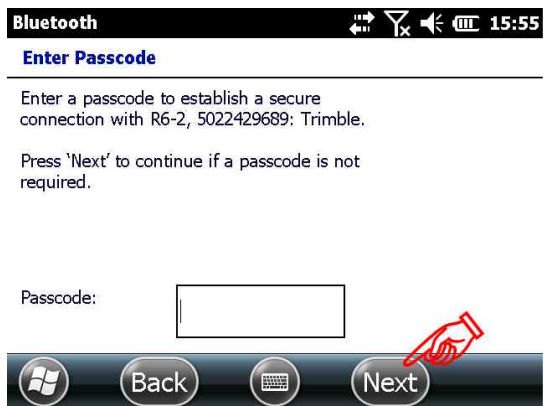 Bluetooth 15:55
Enter Passcode
Enter a passcode to establish a secure
connection with R6-2, 5022429689: Trimble.
Press 'Next' to continue if a passcode is not
required.
Passcode:
Back Next